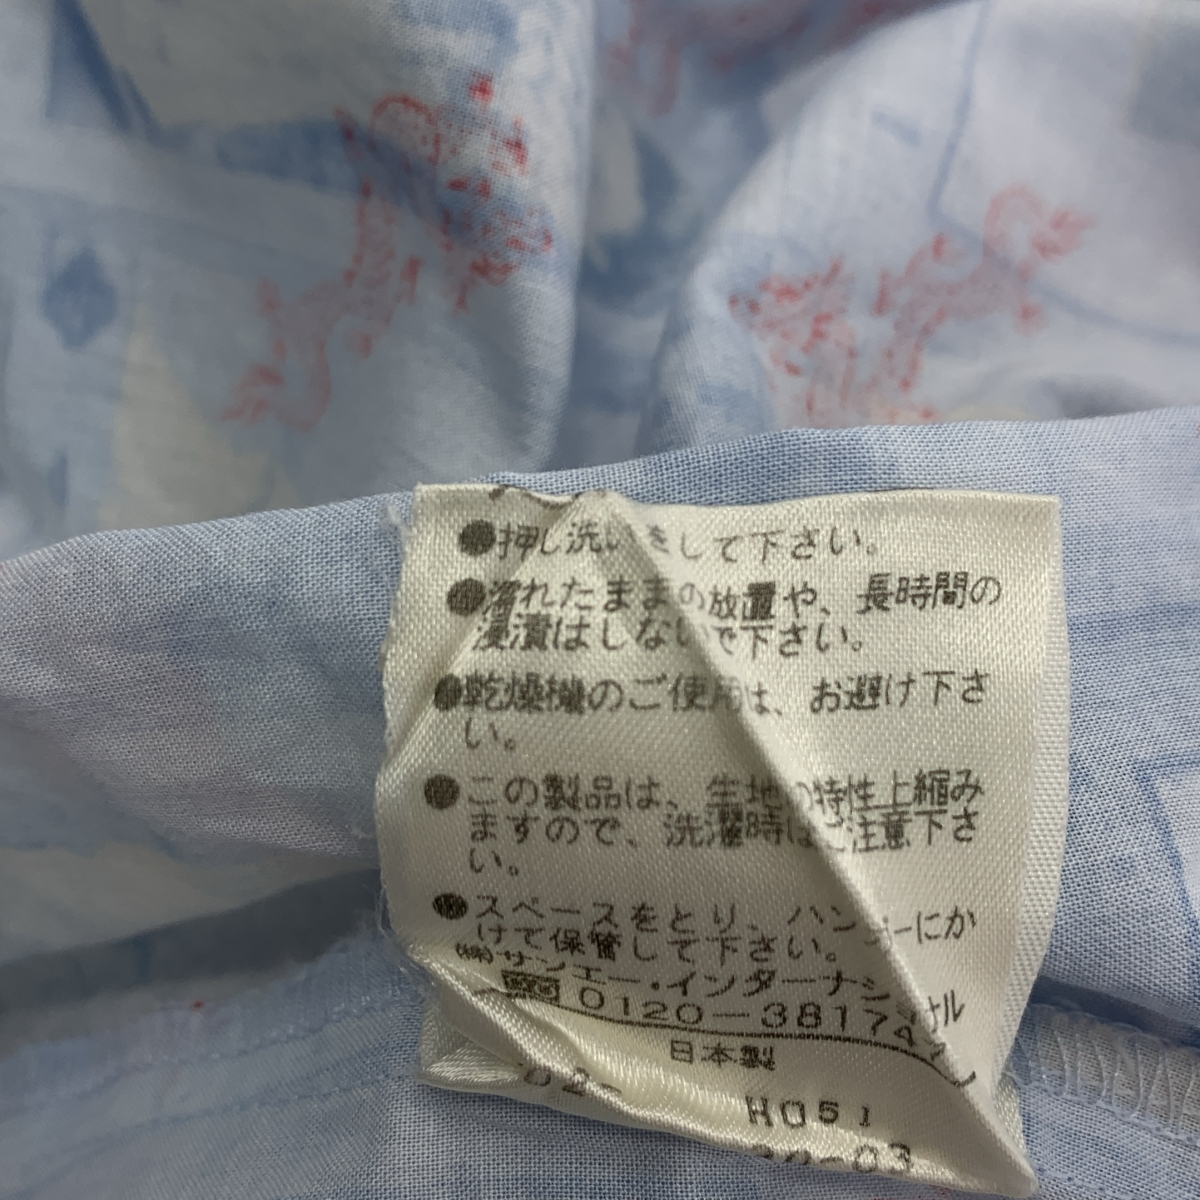 ●押し洗いをして下さい。
●濡れたままの放置や、長時間の
浸漬はしないで下さい。
●乾燥機のご使用は、お避け下さ
い。
●この製品は、生地の特性上縮み
ますので、洗濯時はご注意下さ
い。
●スペースをとり、ハンガーにか
けて保管して下さい。
(株)サンエー・インターナショナル
0120-381747
日本製
02-
H051
20-03